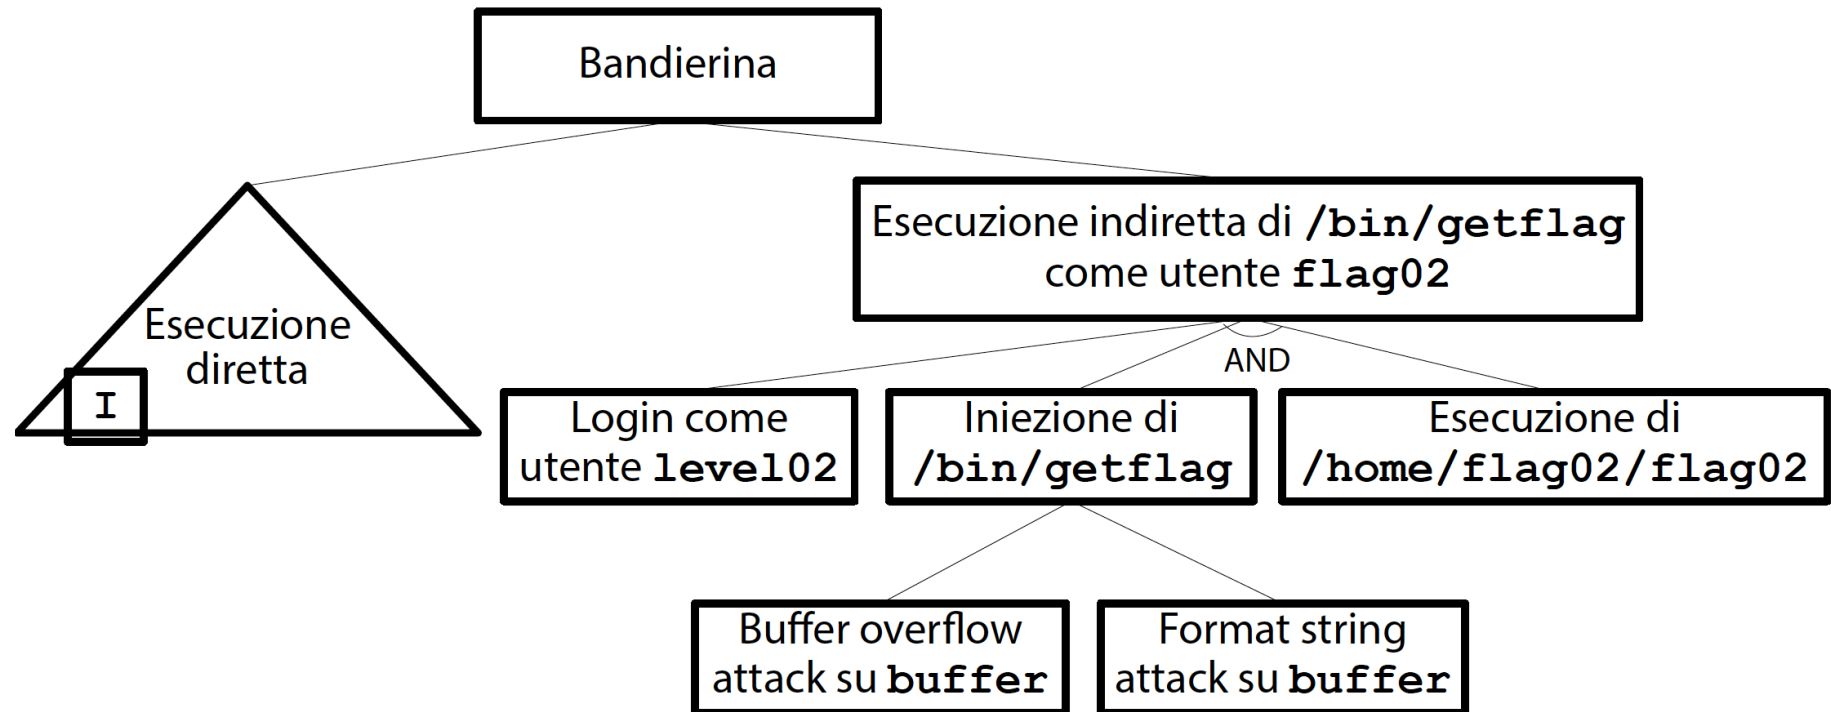 Bandierina
Esecuzione indiretta di /bin/getflag
come utente flag02
Esecuzione
diretta
I
AND
Login come
utente level02
Iniezione di
/bin/getflag
Esecuzione di
/home/flag02/flag02
Buffer overflow
attack su buffer
Format string
attack su buffer